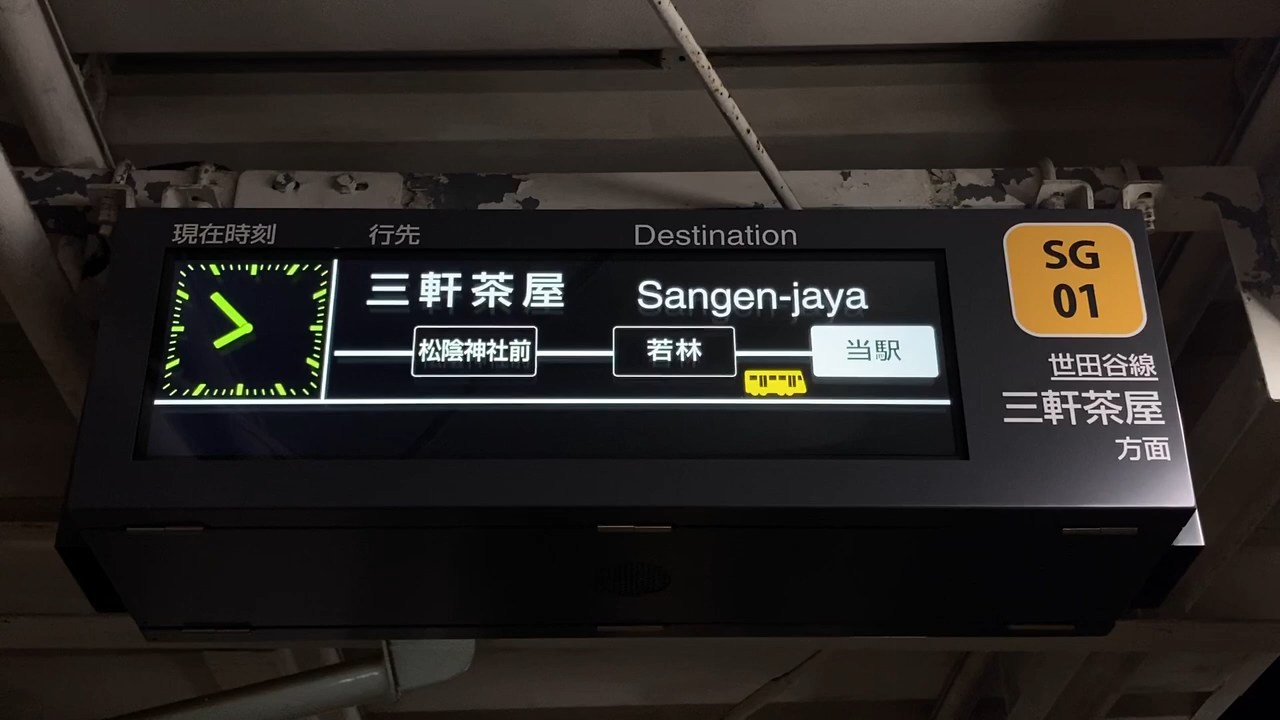 現在時刻 行先 Destination
三軒茶屋 Sangen-jaya
松陰神社前 若林 当駅
SG
01
世田谷線
三軒茶屋
方面